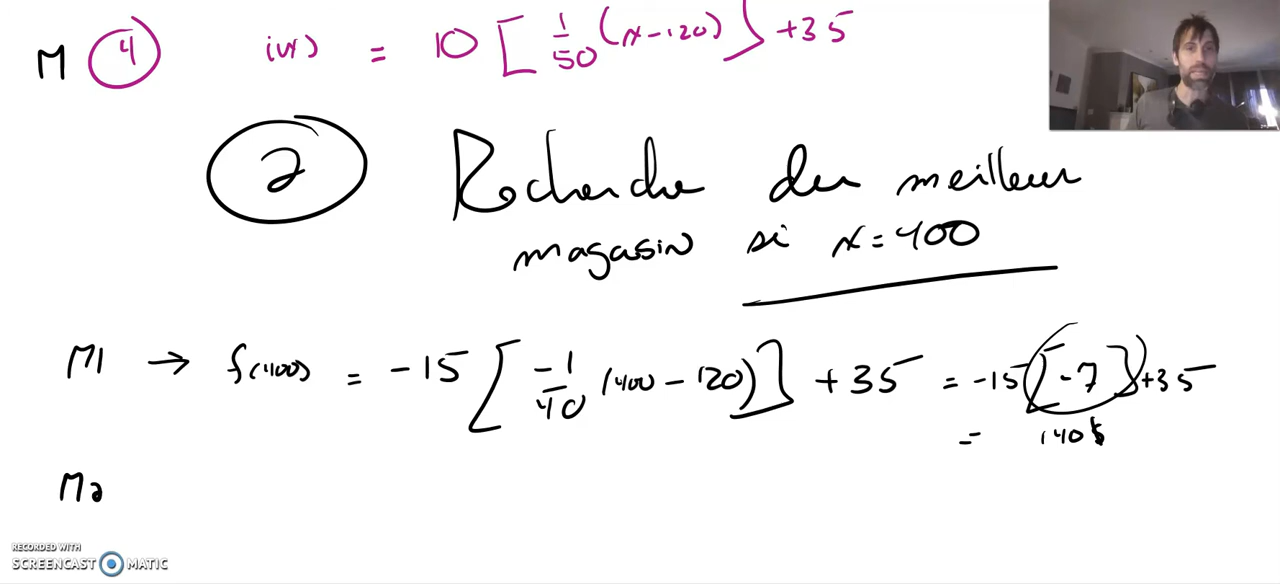 M 4 i(x) = 10 [ 1/50 (x-120) ] +35
2 Recherche du meilleur
magasin si x=400
M1 → f(400) = -15 [ -1/40 (400-120) ] + 35 = -15 [-7] +35
= 140$
M2
RECORDED WITH
SCREENCAST MATIC